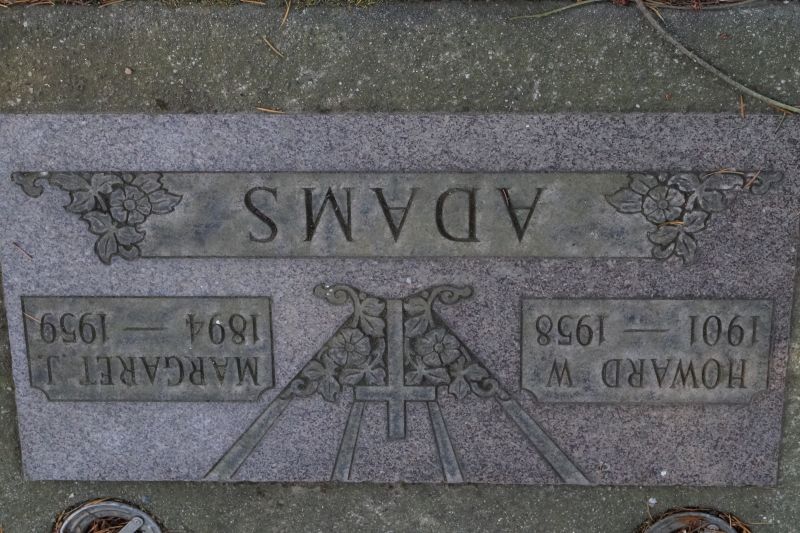 ADAMS
HOWARD W
1901 — 1958
MARGARET J.
1894 — 1959